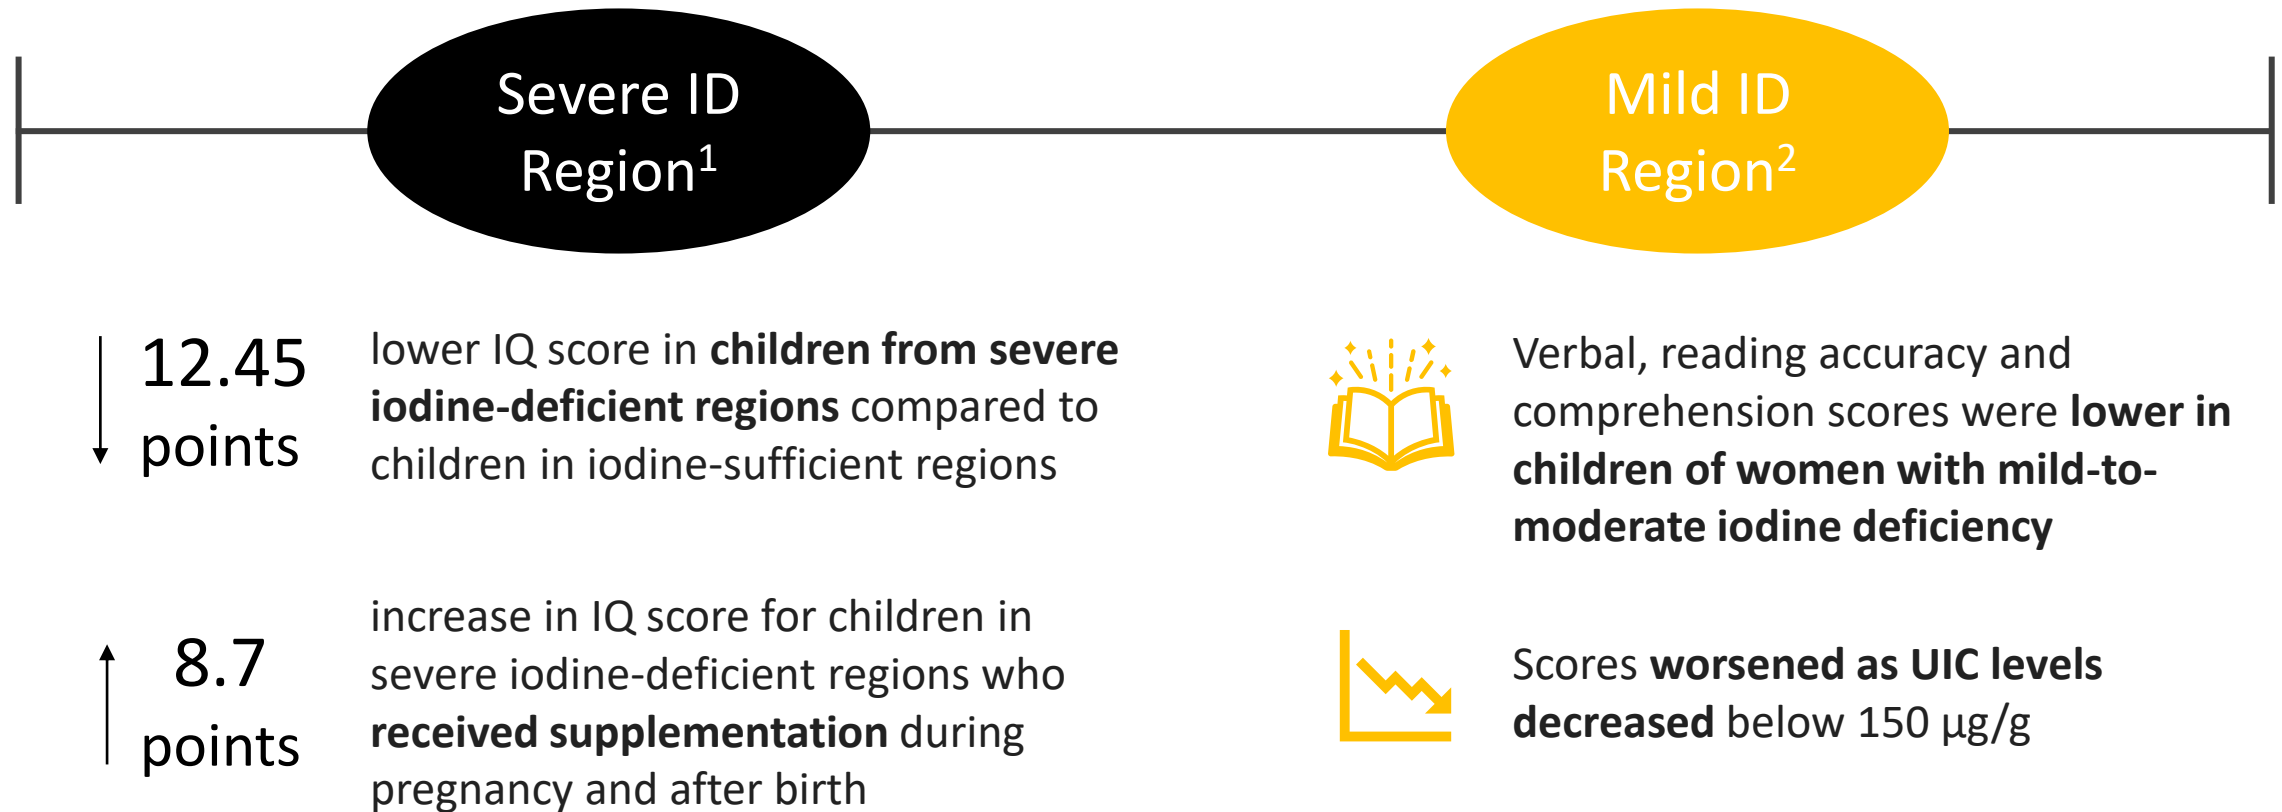 Severe ID
Region¹
Mild ID
Region²
12.45
points
lower IQ score in children from severe
iodine-deficient regions compared to
children in iodine-sufficient regions
8.7
points
increase in IQ score for children in
severe iodine-deficient regions who
received supplementation during
pregnancy and after birth
Verbal, reading accuracy and
comprehension scores were lower in
children of women with mild-to-
moderate iodine deficiency
Scores worsened as UIC levels
decreased below 150 µg/g